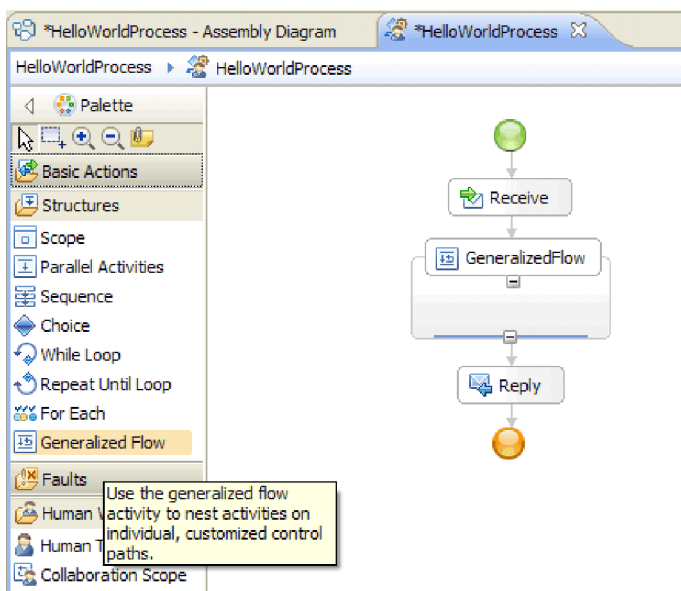 *HelloWorldProcess - Assembly Diagram
*HelloWorldProcess
HelloWorldProcess
HelloWorldProcess
Palette
Basic Actions
Structures
Scope
Parallel Activities
Sequence
Choice
While Loop
Repeat Until Loop
For Each
Generalized Flow
Faults
Human
Human T
Collaboration Scope
Use the generalized flow
activity to nest activities on
individual, customized control
paths.
Receive
GeneralizedFlow
Reply